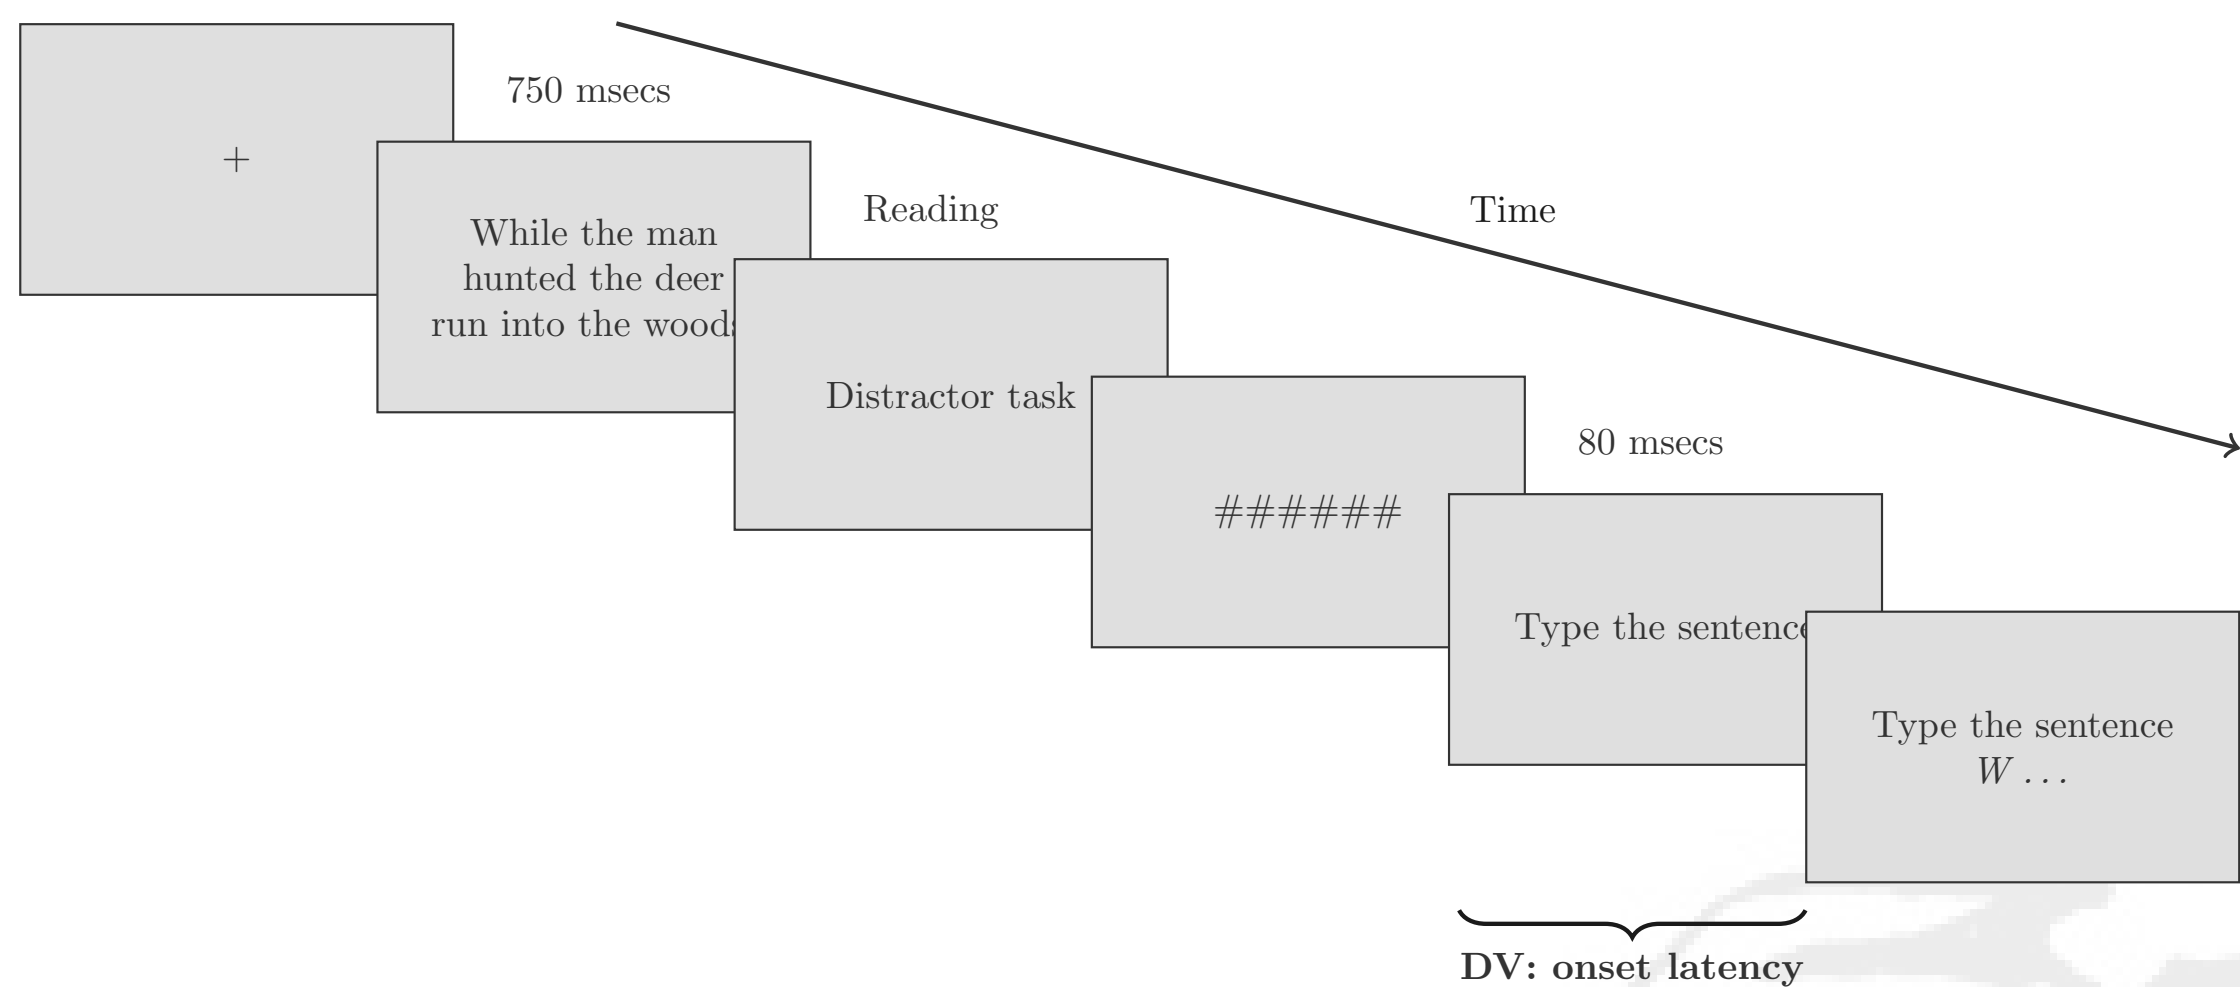 +
750 msecs
While the man
hunted the deer
run into the woods
Reading
Time
Distractor task
######
80 msecs
Type the sentence
Type the sentence
W ...
DV: onset latency